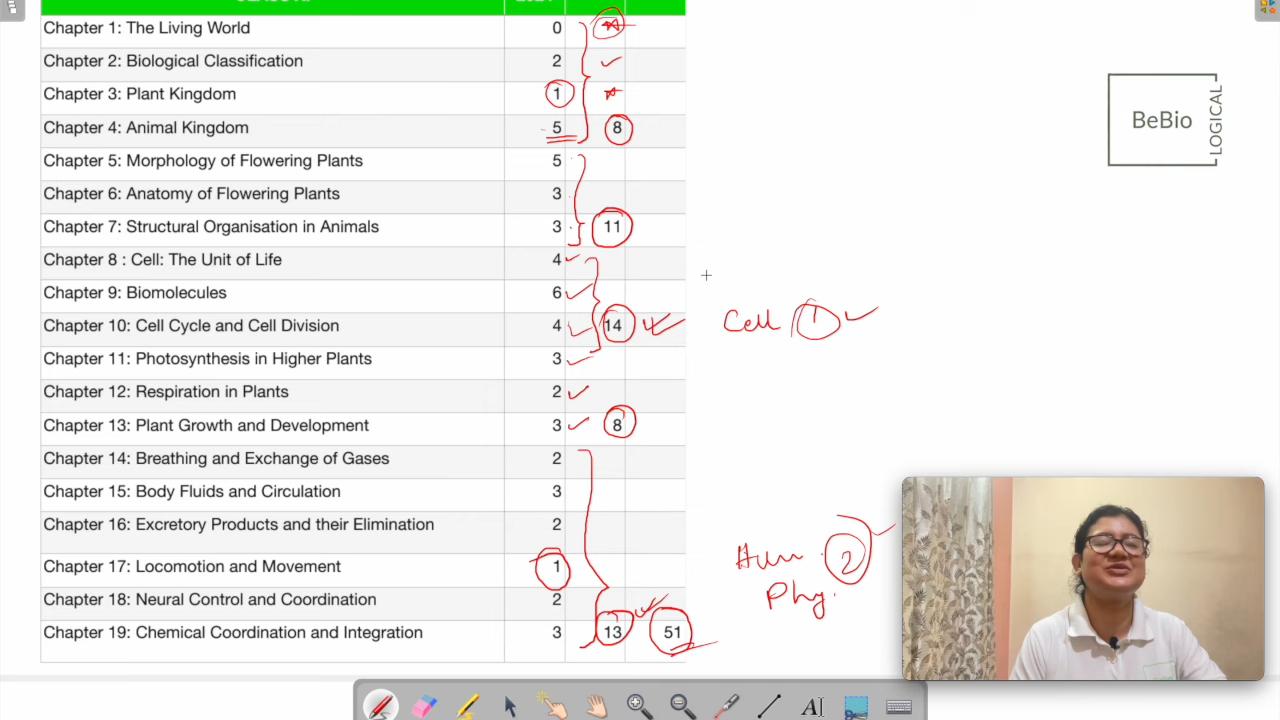 CLASS XI 2024
Chapter 1: The Living World 0
Chapter 2: Biological Classification 2
Chapter 3: Plant Kingdom 1
Chapter 4: Animal Kingdom 5 8
Chapter 5: Morphology of Flowering Plants 5
Chapter 6: Anatomy of Flowering Plants 3
Chapter 7: Structural Organisation in Animals 3 11
Chapter 8 : Cell: The Unit of Life 4
Chapter 9: Biomolecules 6
Chapter 10: Cell Cycle and Cell Division 4 14
Chapter 11: Photosynthesis in Higher Plants 3
Chapter 12: Respiration in Plants 2
Chapter 13: Plant Growth and Development 3 8
Chapter 14: Breathing and Exchange of Gases 2
Chapter 15: Body Fluids and Circulation 3
Chapter 16: Excretory Products and their Elimination 2
Chapter 17: Locomotion and Movement 1
Chapter 18: Neural Control and Coordination 2
Chapter 19: Chemical Coordination and Integration 3 13 51
BeBio
LOGICAL
Cell 1
Hum 2
Phy.
AI